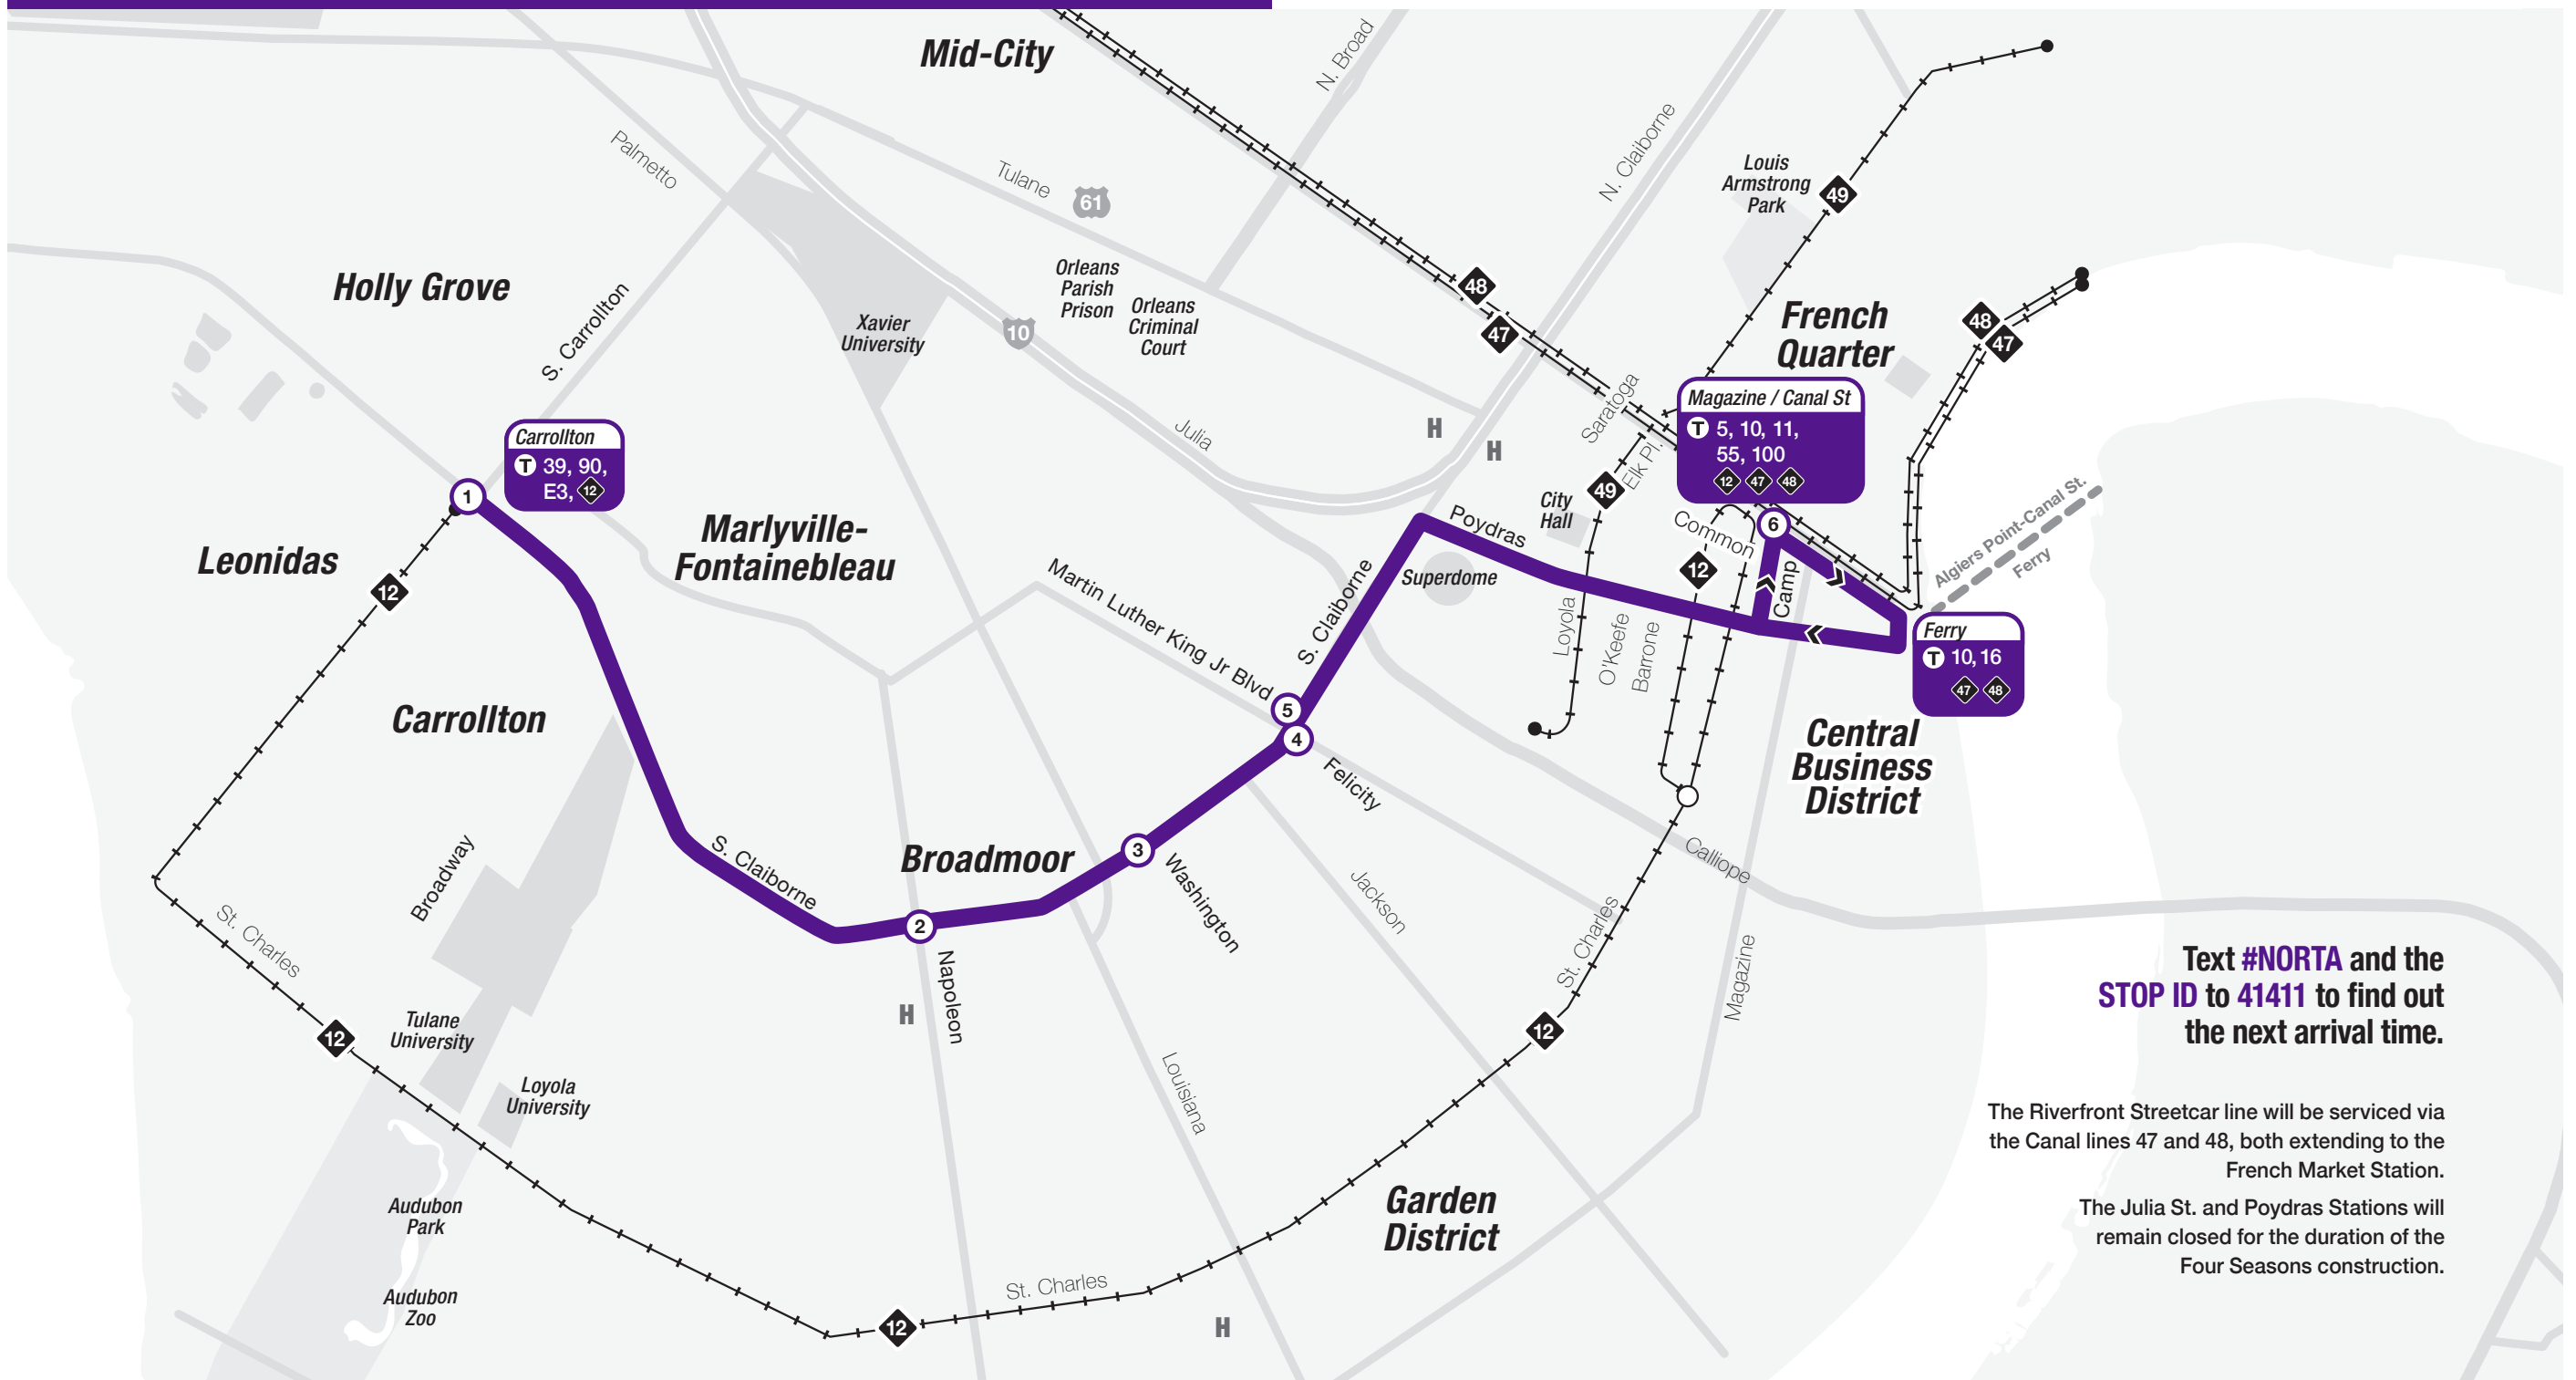 Mid-City
N. Broad
Palmetto
Tulane
61
N. Claiborne
Louis
Armstrong
Park
49
Holly Grove
S. Carrollton
Xavier
University
Orleans
Parish
Prison
Orleans
Criminal
Court
10
48
47
French
Quarter
48
47
Saratoga
Magazine / Canal St
T 5, 10, 11,
55, 100
12 47 48
Julia
H
H
Elk Pl.
49
City
Hall
Carrollton
T 39, 90,
E3, 12
1
Leonidas
12
Marlyville-
Fontainebleau
Poydras
Common
6
12
Camp
Algiers Point-Canal St.
Ferry
Superdome
Martin Luther King Jr Blvd
S. Claiborne
Loyola
O'Keefe
Barrone
Ferry
T 10, 16
47 48
Carrollton
5
4
Felicity
Central
Business
District
Broadway
S. Claiborne
Broadmoor
3
Washington
2
Napoleon
Jackson
Calliope
St. Charles
St. Charles
Magazine
H
12
Tulane
University
Loyola
University
Louisiana
12
Audubon
Park
Garden
District
Audubon
Zoo
St. Charles
12
H
Text #NORTA and the
STOP ID to 41411 to find out
the next arrival time.
The Riverfront Streetcar line will be serviced via
the Canal lines 47 and 48, both extending to the
French Market Station.
The Julia St. and Poydras Stations will
remain closed for the duration of the
Four Seasons construction.